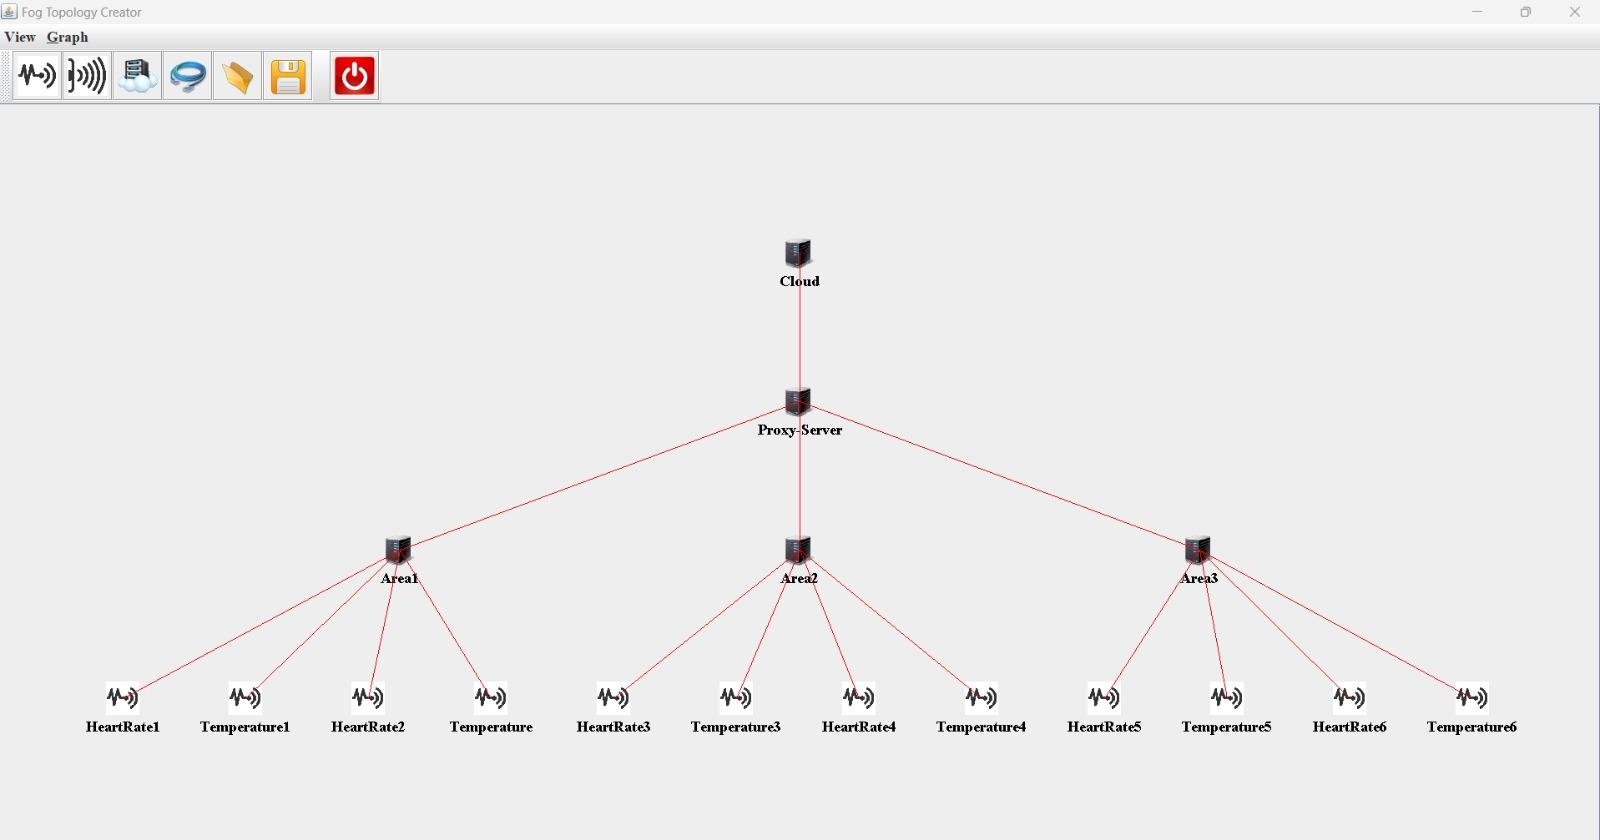 Fog Topology Creator
View Graph
Cloud
Proxy-Server
Area1 Area2 Area3
HeartRate1 Temperature1 HeartRate2 Temperature HeartRate3 Temperature3 HeartRate4 Temperature4 HeartRate5 Temperature5 HeartRate6 Temperature6